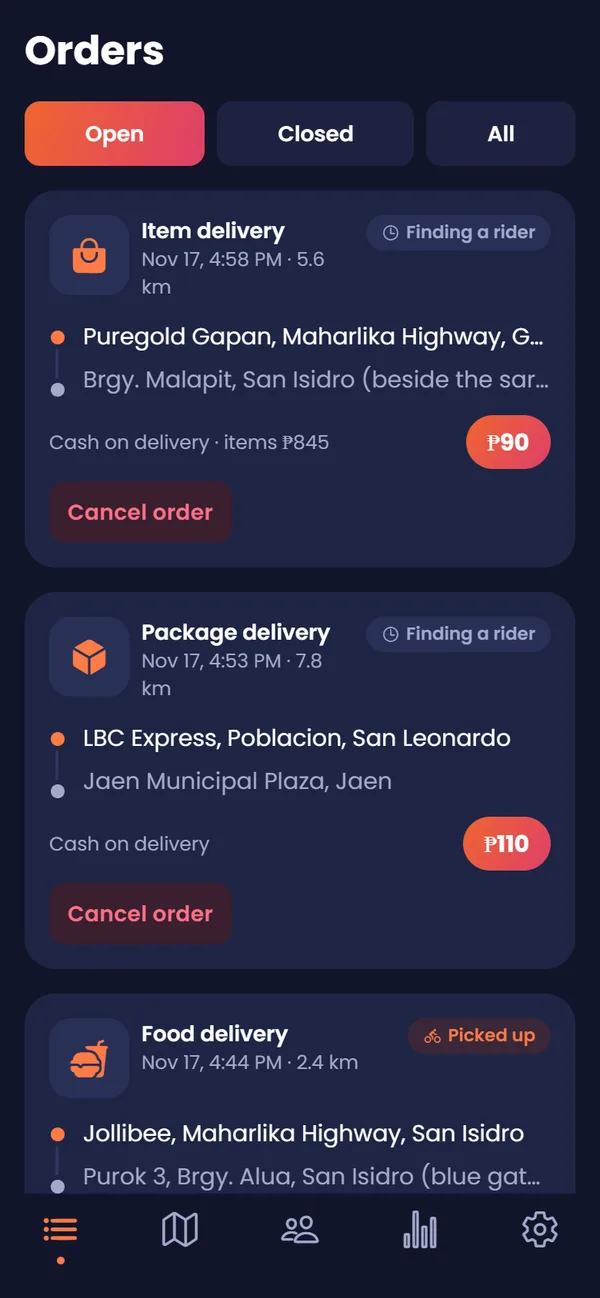 Orders
Open
Closed
All
Item delivery
Finding a rider
Nov 17, 4:58 PM · 5.6
km
Puregold Gapan, Maharlika Highway, G...
Brgy. Malapit, San Isidro (beside the sar...
Cash on delivery · items ₱845
₱90
Cancel order
Package delivery
Finding a rider
Nov 17, 4:53 PM · 7.8
km
LBC Express, Poblacion, San Leonardo
Jaen Municipal Plaza, Jaen
Cash on delivery
₱110
Cancel order
Food delivery
Picked up
Nov 17, 4:44 PM · 2.4 km
Jollibee, Maharlika Highway, San Isidro
Purok 3, Brgy. Alua, San Isidro (blue gat...